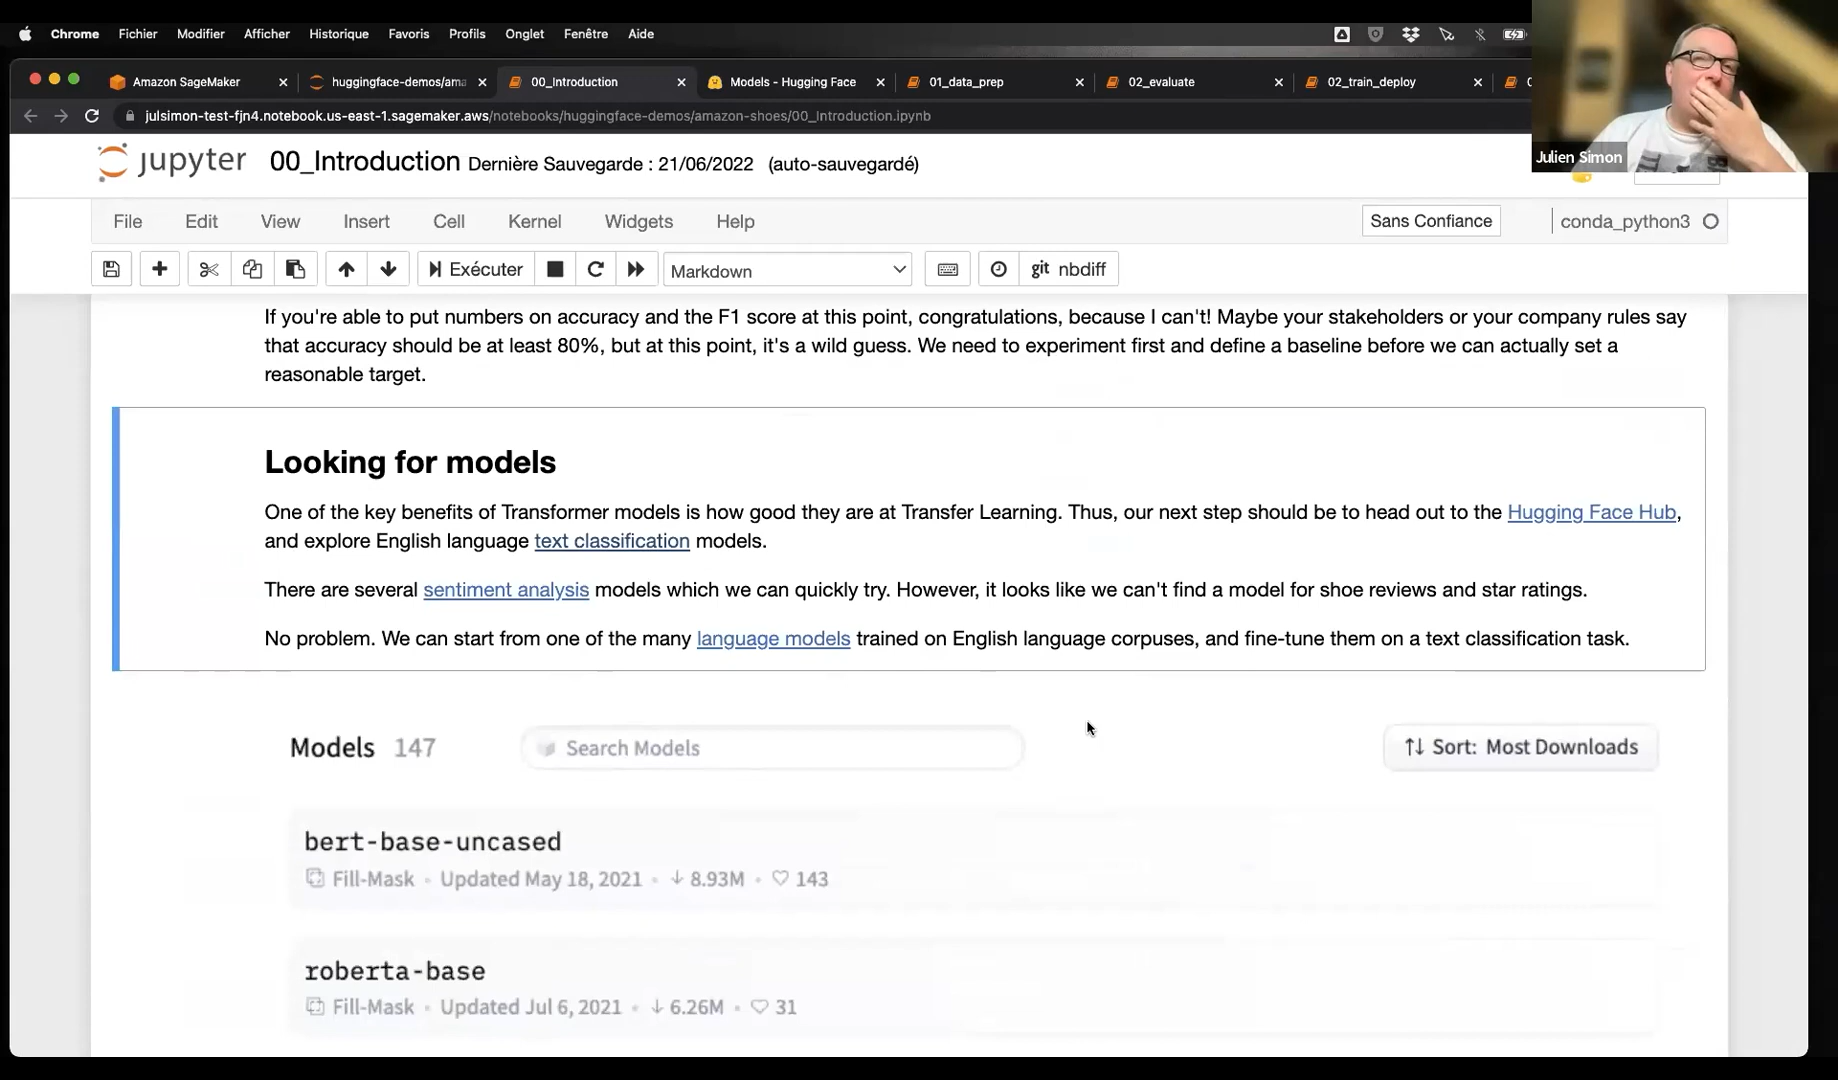 Chrome Fichier Modifier Afficher Historique Favoris Profils Onglet Fenêtre Aide
Amazon SageMaker huggingface-demos/ama 00_Introduction Models - Hugging Face 01_data_prep 02_evaluate 02_train_deploy
julsimon-test-fjn4.notebook.us-east-1.sagemaker.aws/notebooks/huggingface-demos/amazon-shoes/00_Introduction.ipynb
Julien Simon
jupyter 00_Introduction Dernière Sauvegarde : 21/06/2022 (auto-sauvegardé)
File Edit View Insert Cell Kernel Widgets Help Sans Confiance conda_python3
Exécuter Markdown git nbdiff
If you're able to put numbers on accuracy and the F1 score at this point, congratulations, because I can't! Maybe your stakeholders or your company rules say
that accuracy should be at least 80%, but at this point, it's a wild guess. We need to experiment first and define a baseline before we can actually set a
reasonable target.
Looking for models
One of the key benefits of Transformer models is how good they are at Transfer Learning. Thus, our next step should be to head out to the Hugging Face Hub,
and explore English language text classification models.
There are several sentiment analysis models which we can quickly try. However, it looks like we can't find a model for shoe reviews and star ratings.
No problem. We can start from one of the many language models trained on English language corpuses, and fine-tune them on a text classification task.
Models 147 Search Models Sort: Most Downloads
bert-base-uncased
Fill-Mask • Updated May 18, 2021 • ↓ 8.93M • ♡ 143
roberta-base
Fill-Mask • Updated Jul 6, 2021 • ↓ 6.26M • ♡ 31